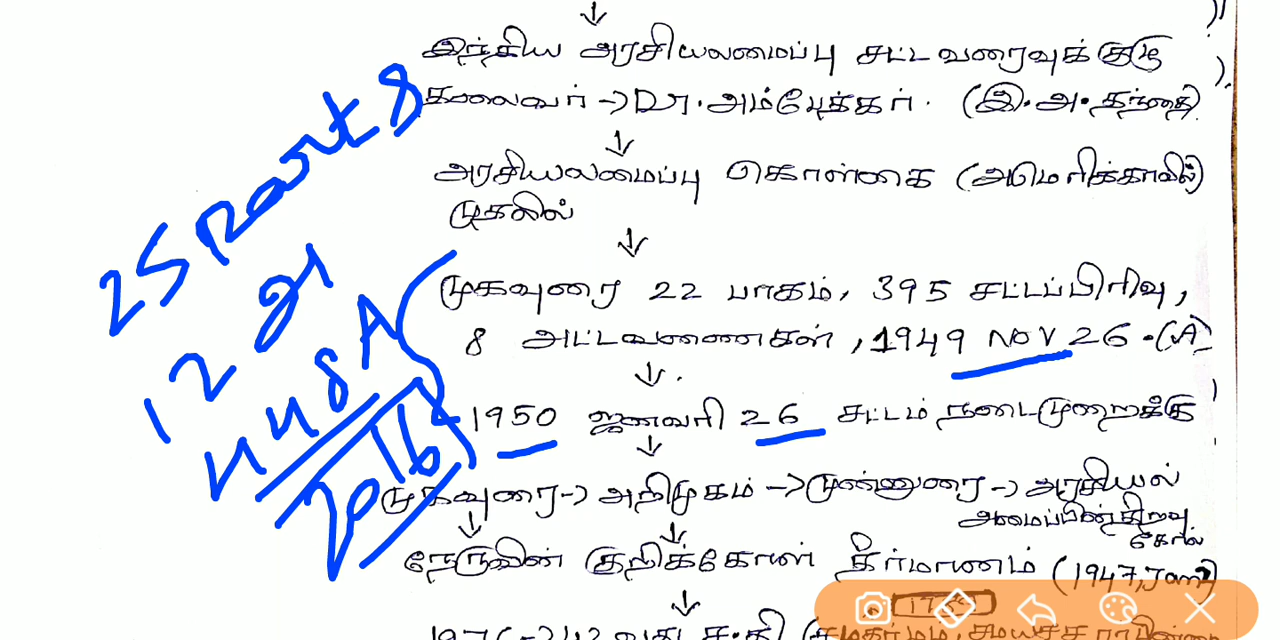 இந்திய அரசியலமைப்பு சட்ட வரைவுக் குழு
தலைவர் → Dr. அம்பேக்கர். (இ.அ.தந்தை)
அரசியலமைப்பு கொள்கை (அமெரிக்காவில்)
முதலில்
முகவுரை 22 பாகம், 395 சட்டப்பிரிவு,
8 அட்டவணைகள், 1949 NOV 26 - (A)
1950 ஜனவரி 26 சட்டம் நடைமுறைக்கு
முகவுரை → அறிமுகம் → முன்னுரை → அரசியல்
அமைப்பின் திறவு
கோல்
நேருவின் குறிக்கோள் தீர்மானம் (1947, Jan
25 Part 8
12 அ
448 A
2016